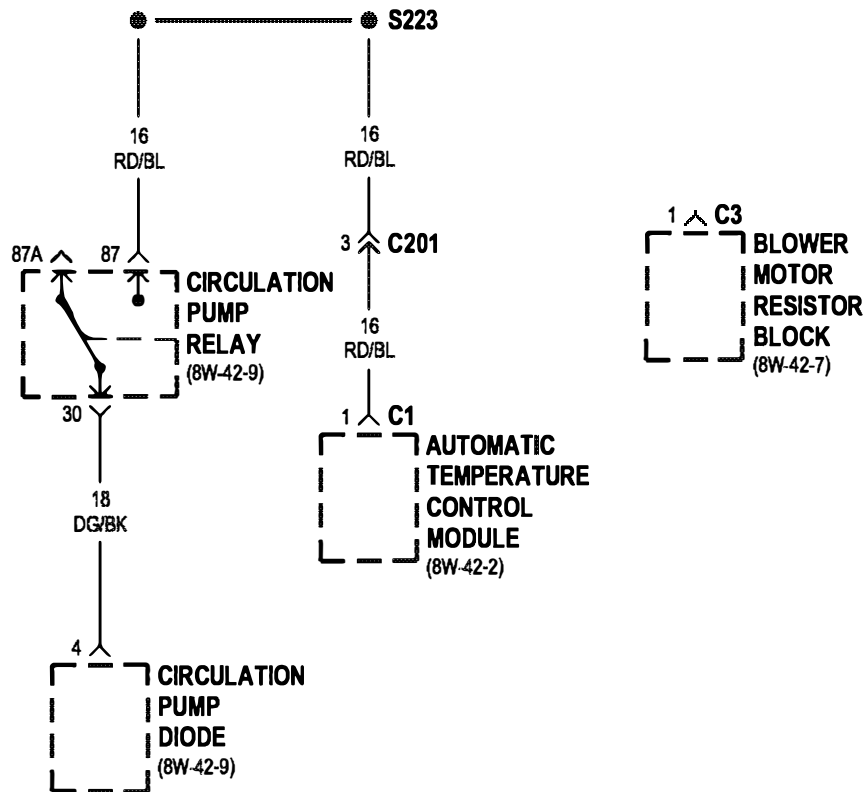 S223
16
RD/BL
16
RD/BL
3 C201
87A 87
CIRCULATION
PUMP
RELAY
(8W-42-9)
30
16
RD/BL
1 C1
AUTOMATIC
TEMPERATURE
CONTROL
MODULE
(8W-42-2)
1 C3
BLOWER
MOTOR
RESISTOR
BLOCK
(8W-42-7)
18
DG/BK
4
CIRCULATION
PUMP
DIODE
(8W-42-9)